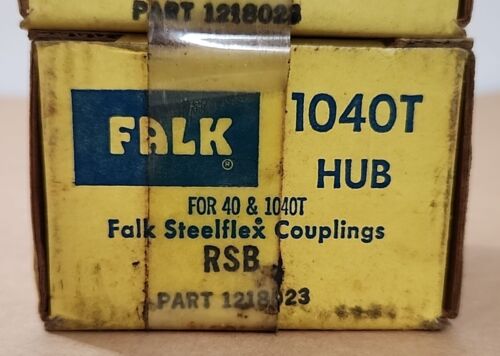 PART 1218023
FALK®
1040T
HUB
FOR 40 & 1040T
Falk Steelflex® Couplings
RSB
PART 1218023